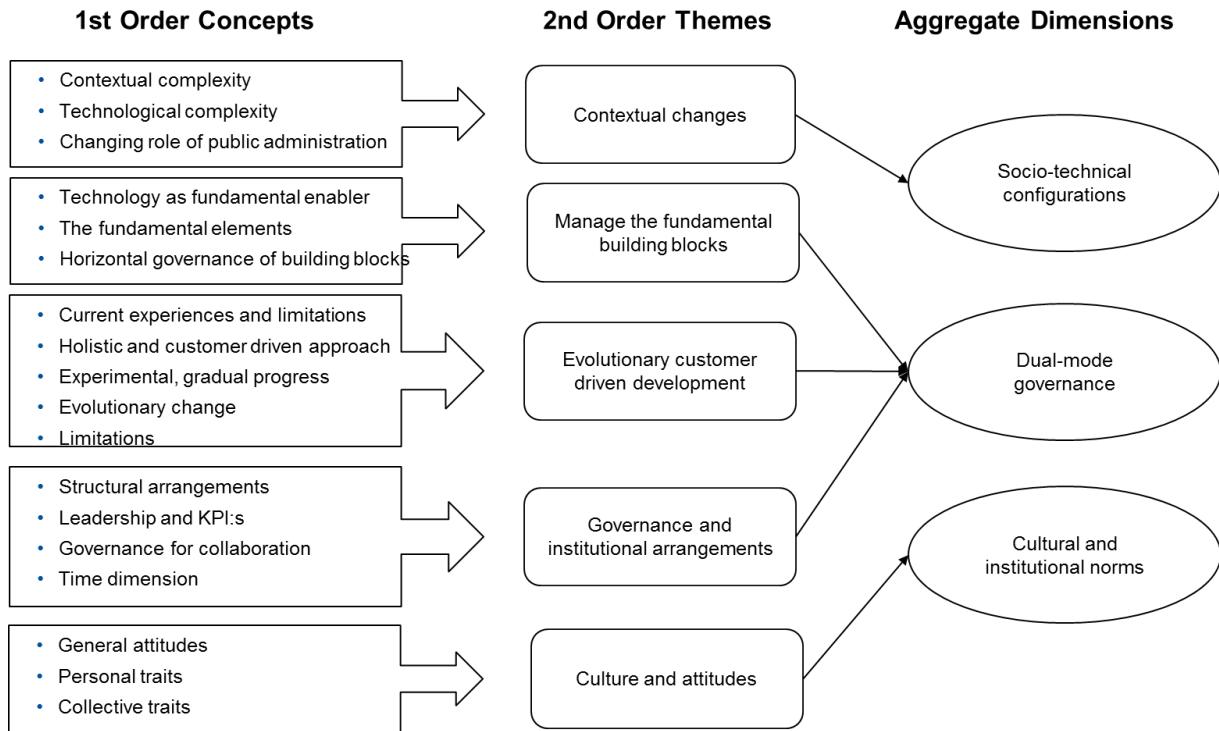 1st Order Concepts
2nd Order Themes
Aggregate Dimensions
• Contextual complexity
• Technological complexity
• Changing role of public administration
Contextual changes
Socio-technical
configurations
• Technology as fundamental enabler
• The fundamental elements
• Horizontal governance of building blocks
Manage the fundamental
building blocks
• Current experiences and limitations
• Holistic and customer driven approach
• Experimental, gradual progress
• Evolutionary change
• Limitations
Evolutionary customer
driven development
Dual-mode
governance
• Structural arrangements
• Leadership and KPI:s
• Governance for collaboration
• Time dimension
Governance and
institutional arrangements
Cultural and
institutional norms
• General attitudes
• Personal traits
• Collective traits
Culture and attitudes